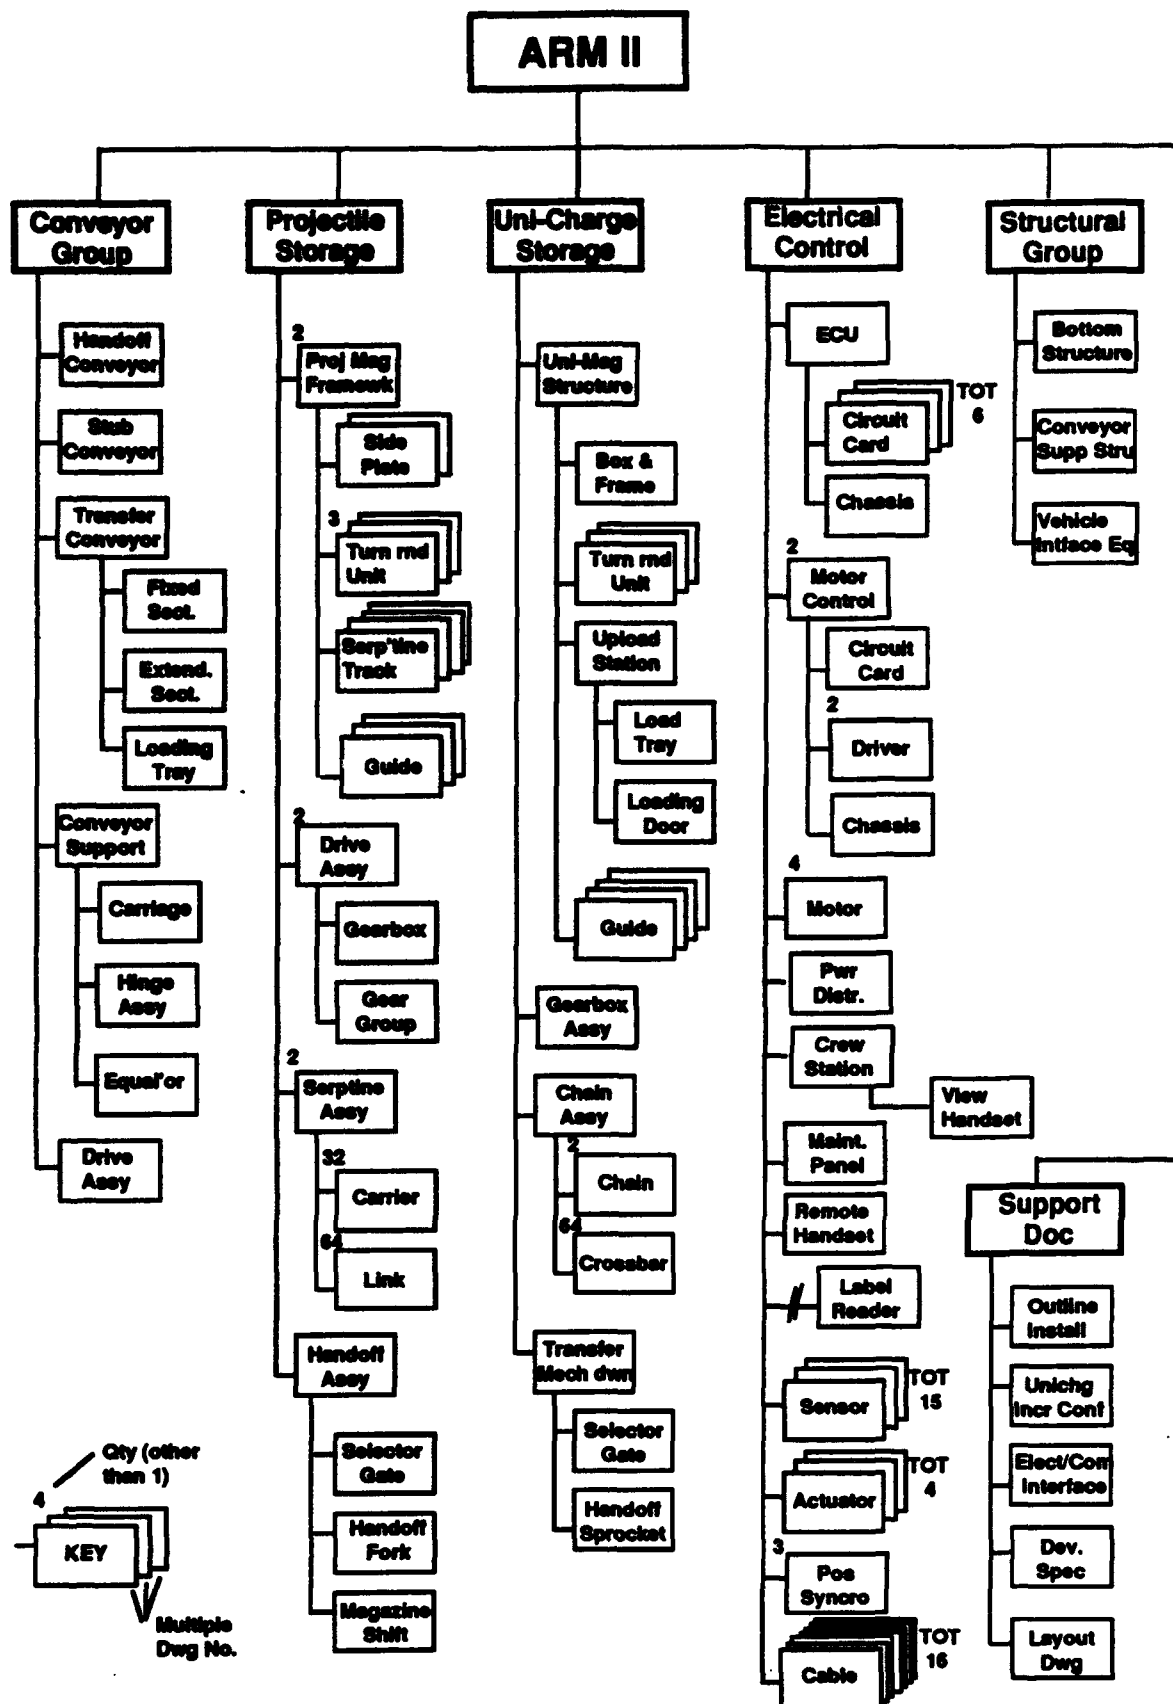 ARM II
Conveyor
Group
Handoff
Conveyor
Stub
Conveyor
Transfer
Conveyor
Fixed
Sect.
Extend.
Sect.
Loading
Tray
Conveyor
Support
Carriage
Hinge
Assy
Equal'or
Drive
Assy
Projectile
Storage
2
Proj Mag
Framewk
Side
Plate
3
Turn rnd
Unit
Serp'tine
Track
Guide
2
Drive
Assy
Gearbox
Gear
Group
2
Serptine
Assy
32
Carrier
64
Link
Handoff
Assy
Selector
Gate
Handoff
Fork
Magazine
Shift
Uni-Charge
Storage
Uni-Mag
Structure
Box &
Frame
Turn rnd
Unit
Upload
Station
Load
Tray
Loading
Door
Guide
Gearbox
Assy
Chain
Assy
2
Chain
64
Crossbar
Transfer
Mech dwn
Selector
Gate
Handoff
Sprocket
Electrical
Control
ECU
Circuit
Card
TOT
6
Chassis
2
Motor
Control
Circuit
Card
2
Driver
Chassis
4
Motor
Pwr
Distr.
Crew
Station
View
Handset
Maint.
Panel
Remote
Handset
Label
Reader
Sensor
TOT
15
Actuator
TOT
4
3
Pos
Syncro
Cable
TOT
16
Structural
Group
Bottom
Structure
Conveyor
Supp Stru
Vehicle
Intface Eq
Support
Doc
Outline
Install
Unichg
Incr Conf
Elect/Com
Interface
Dev.
Spec
Layout
Dwg
Qty (other
than 1)
4
KEY
Multiple
Dwg No.